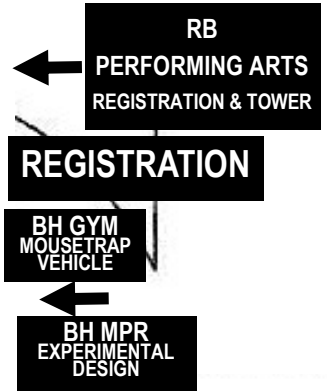 RB
PERFORMING ARTS
REGISTRATION & TOWER
REGISTRATION
BH GYM
MOUSETRAP
VEHICLE
BH MPR
EXPERIMENTAL
DESIGN